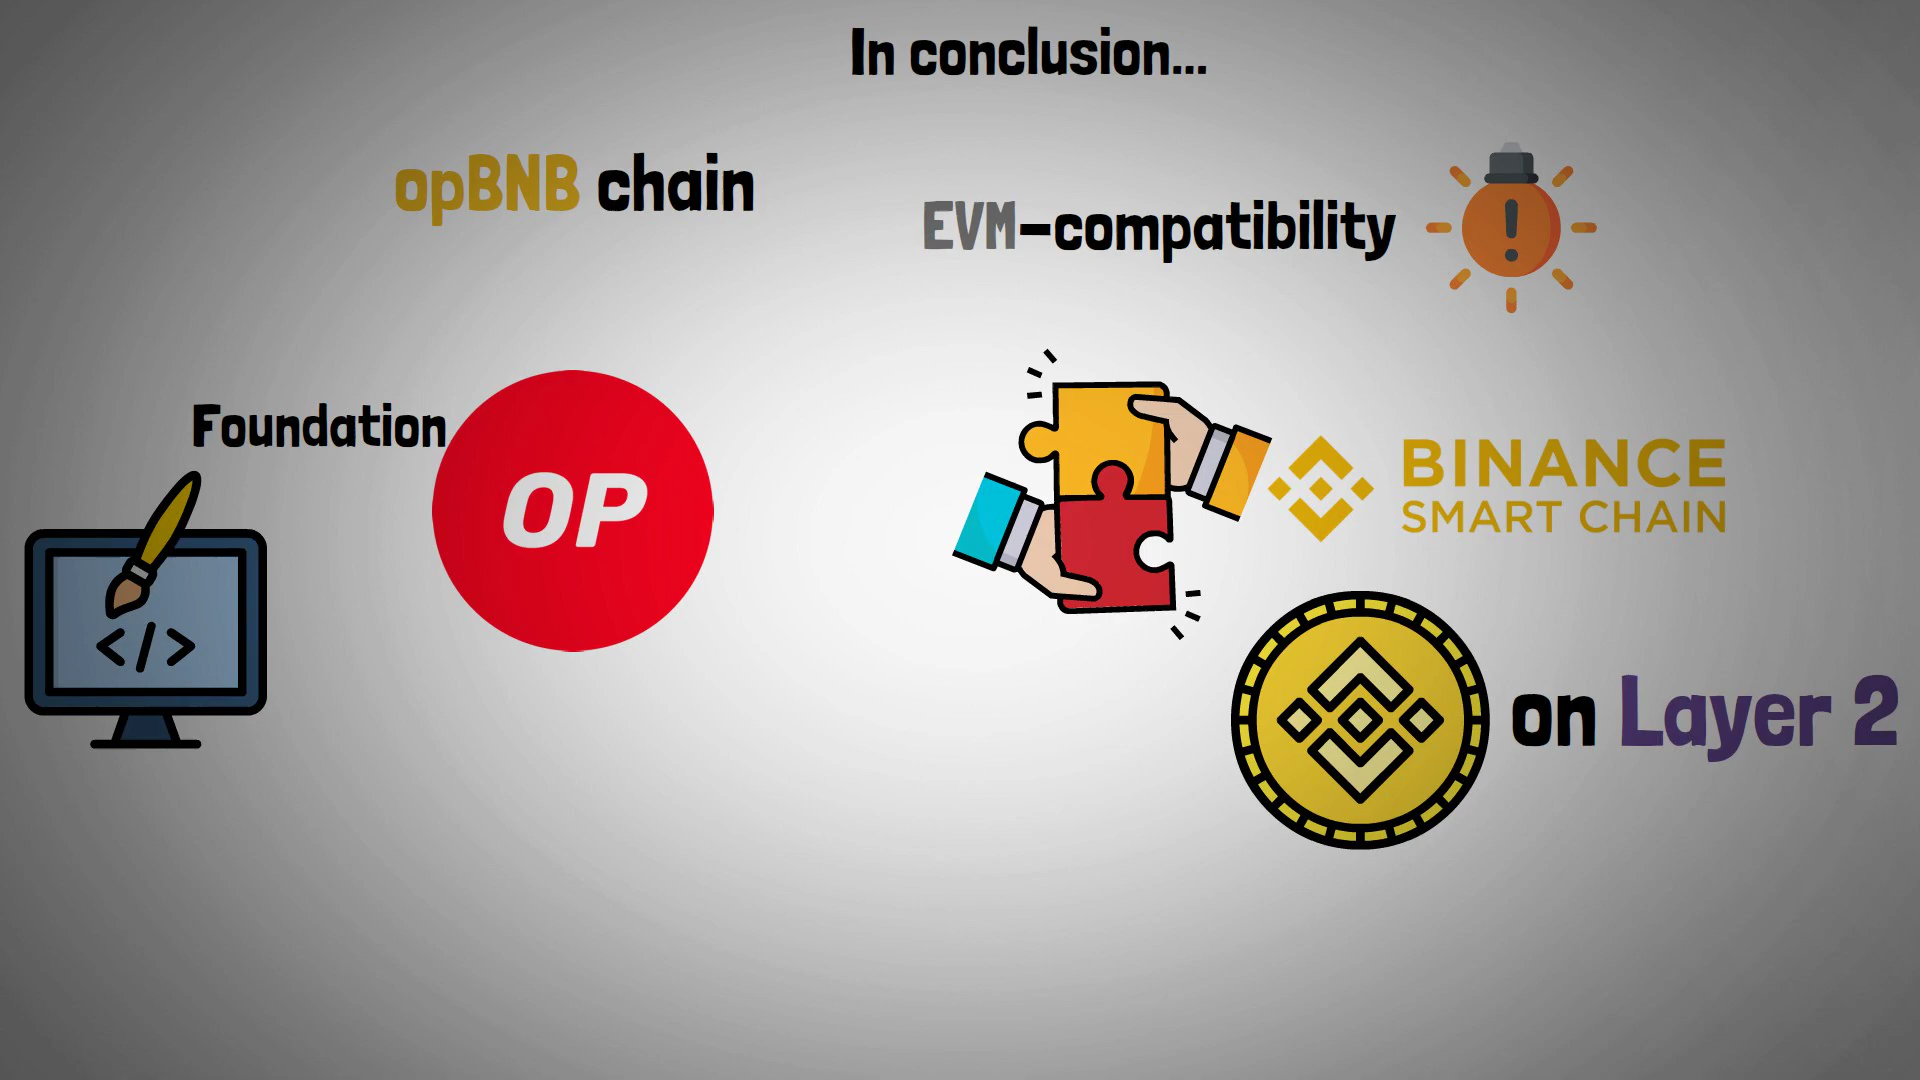 In conclusion...
opBNB chain
EVM-compatibility
Foundation
OP
BINANCE
SMART CHAIN
</>
on Layer 2